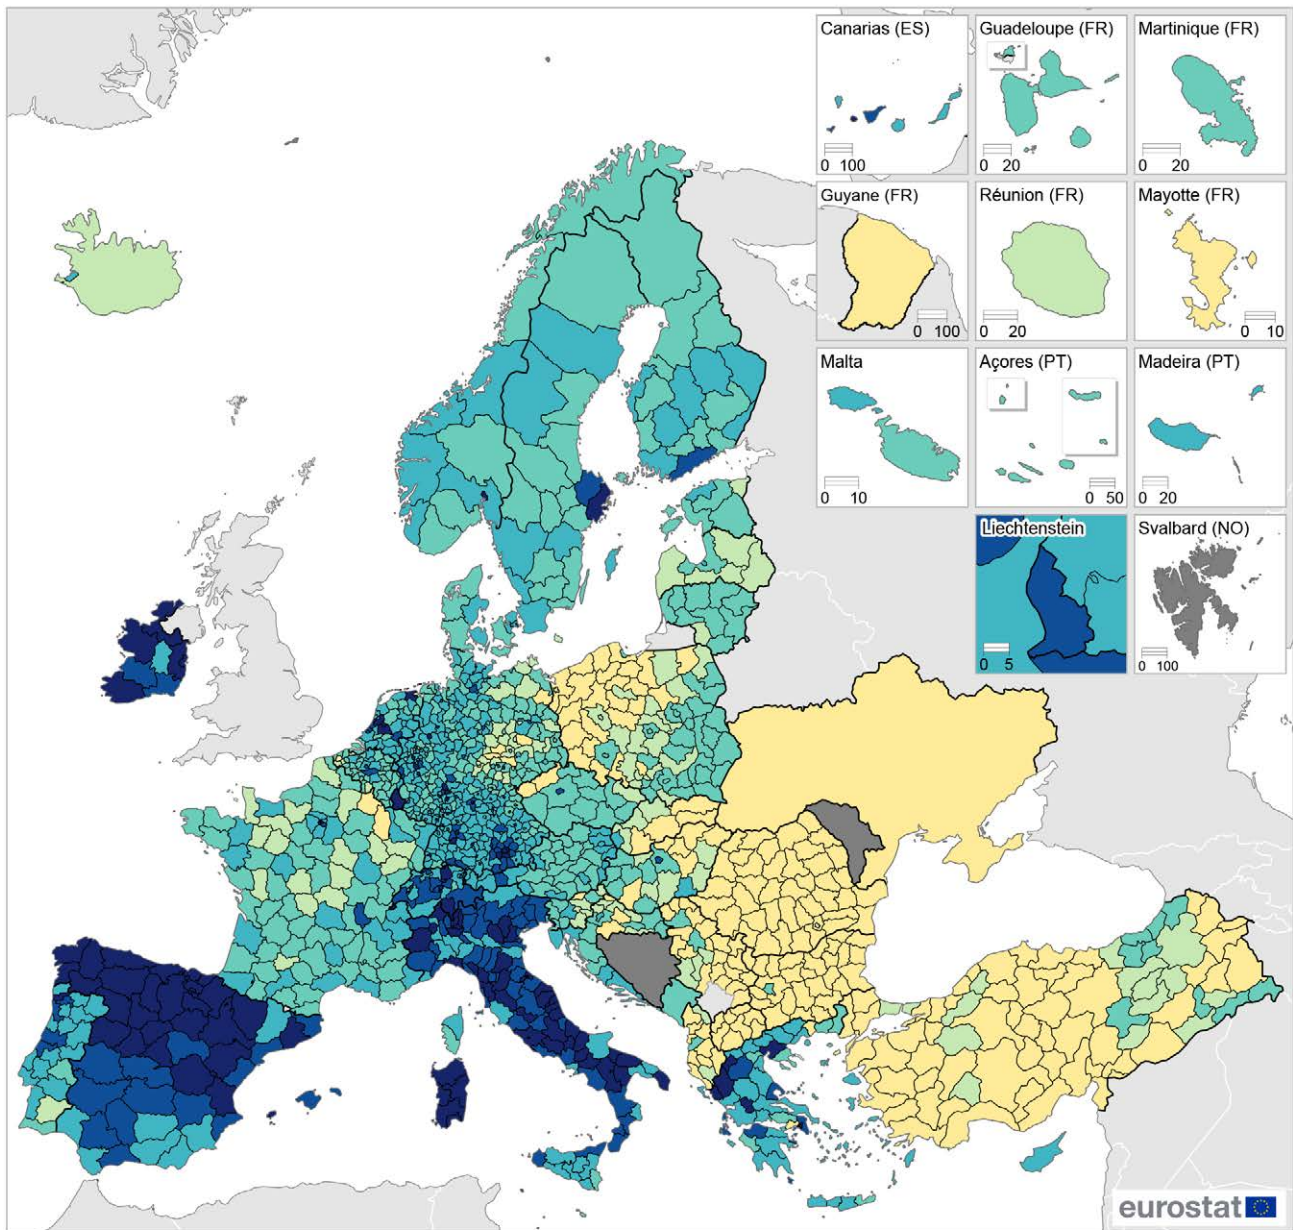 Canarias (ES)
0 100
Guadeloupe (FR)
0 20
Martinique (FR)
0 20
Guyane (FR)
0 100
Réunion (FR)
0 20
Mayotte (FR)
0 10
Malta
0 10
Açores (PT)
0 50
Madeira (PT)
0 20
Liechtenstein
0 5
Svalbard (NO)
0 100
eurostat